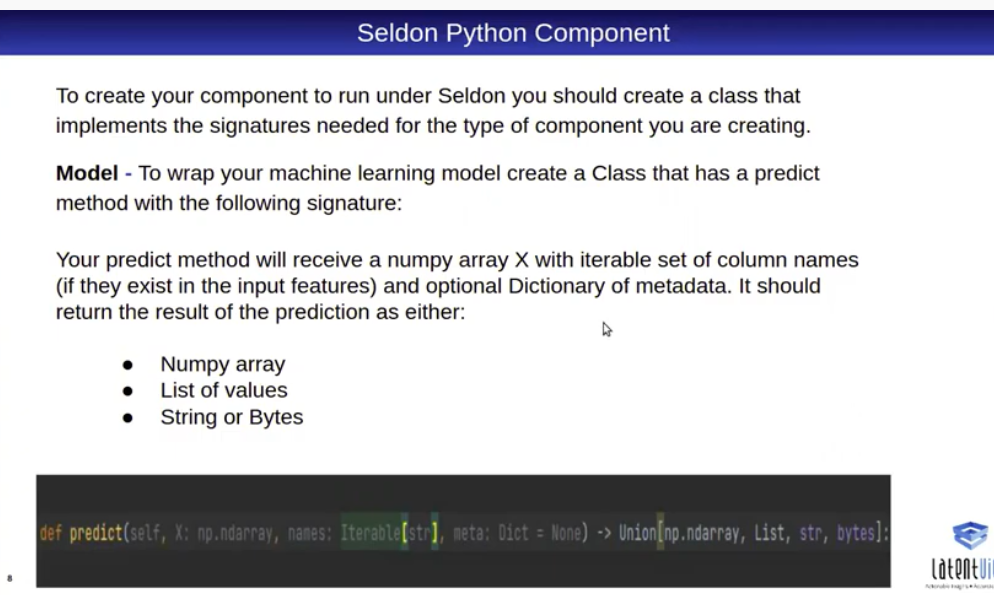 Seldon Python Component
To create your component to run under Seldon you should create a class that
implements the signatures needed for the type of component you are creating.
Model - To wrap your machine learning model create a Class that has a predict
method with the following signature:
Your predict method will receive a numpy array X with iterable set of column names
(if they exist in the input features) and optional Dictionary of metadata. It should
return the result of the prediction as either:
● Numpy array
● List of values
● String or Bytes
def predict(self, X: np.ndarray, names: Iterable[str], meta: Dict = None) -> Union[np.ndarray, List, str, bytes]:
8
LatentVi